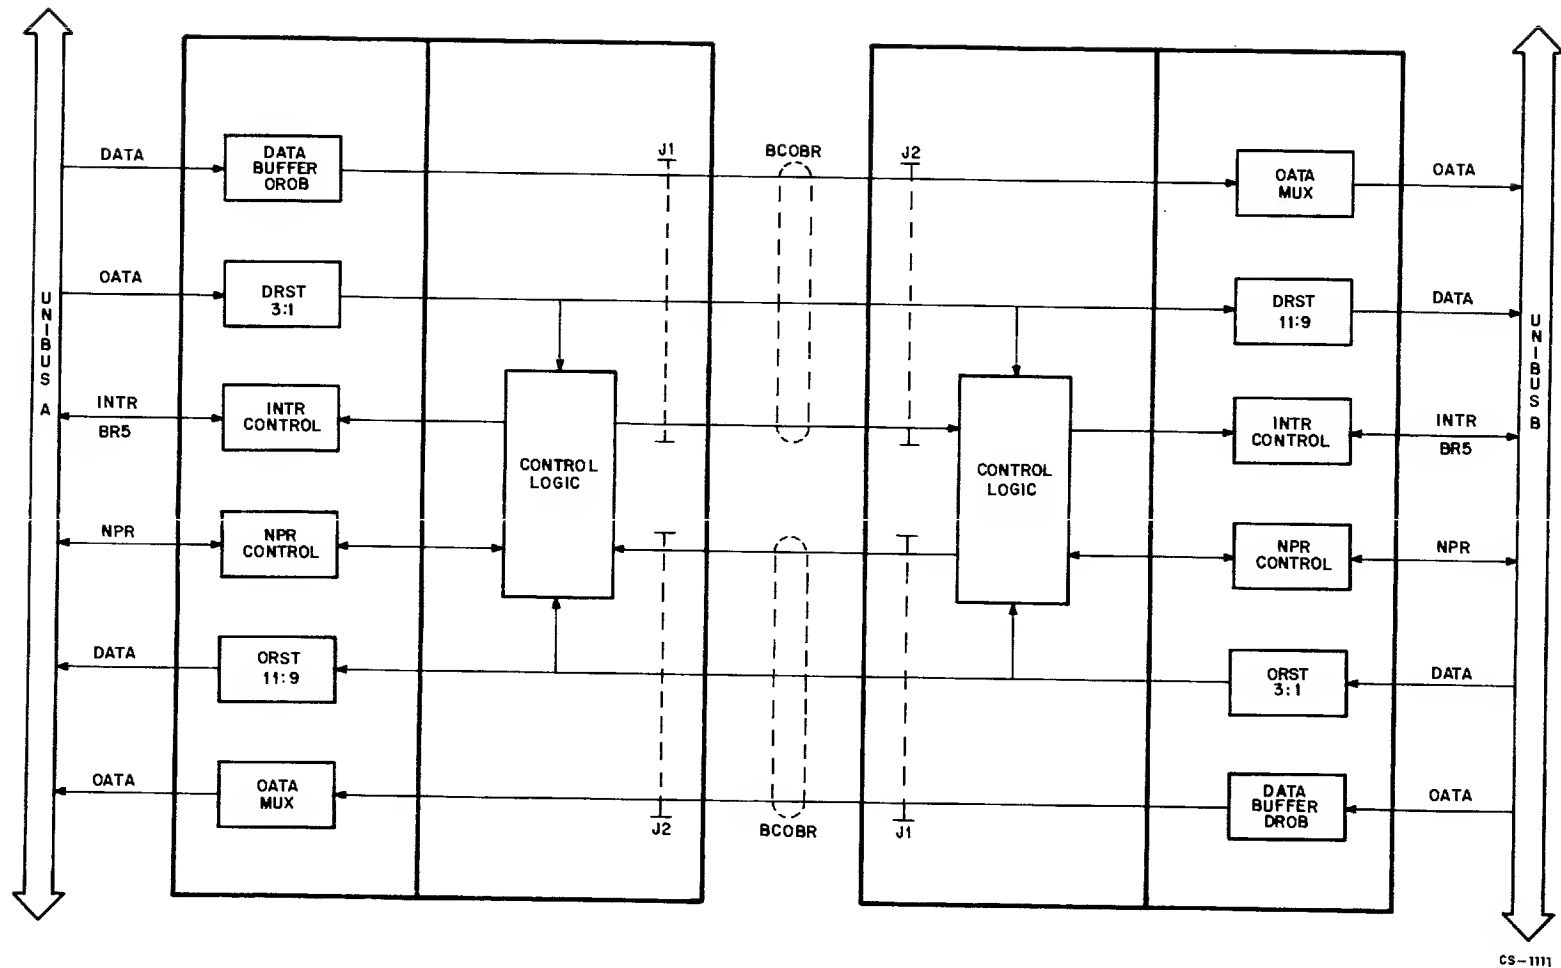 J1
BCOBR
J2
DATA
DATA
BUFFER
OROB
OATA
MUX
OATA
OATA
DRST
3:1
DRST
11:9
DATA
UNIBUS A
UNIBUS B
INTR
BR5
INTR
CONTROL
CONTROL
LOGIC
CONTROL
LOGIC
INTR
CONTROL
INTR
BR5
NPR
NPR
CONTROL
NPR
CONTROL
NPR
DATA
ORST
11:9
ORST
3:1
DATA
OATA
OATA
MUX
DATA
BUFFER
DROB
OATA
J2
BCOBR
J1
CS-1111